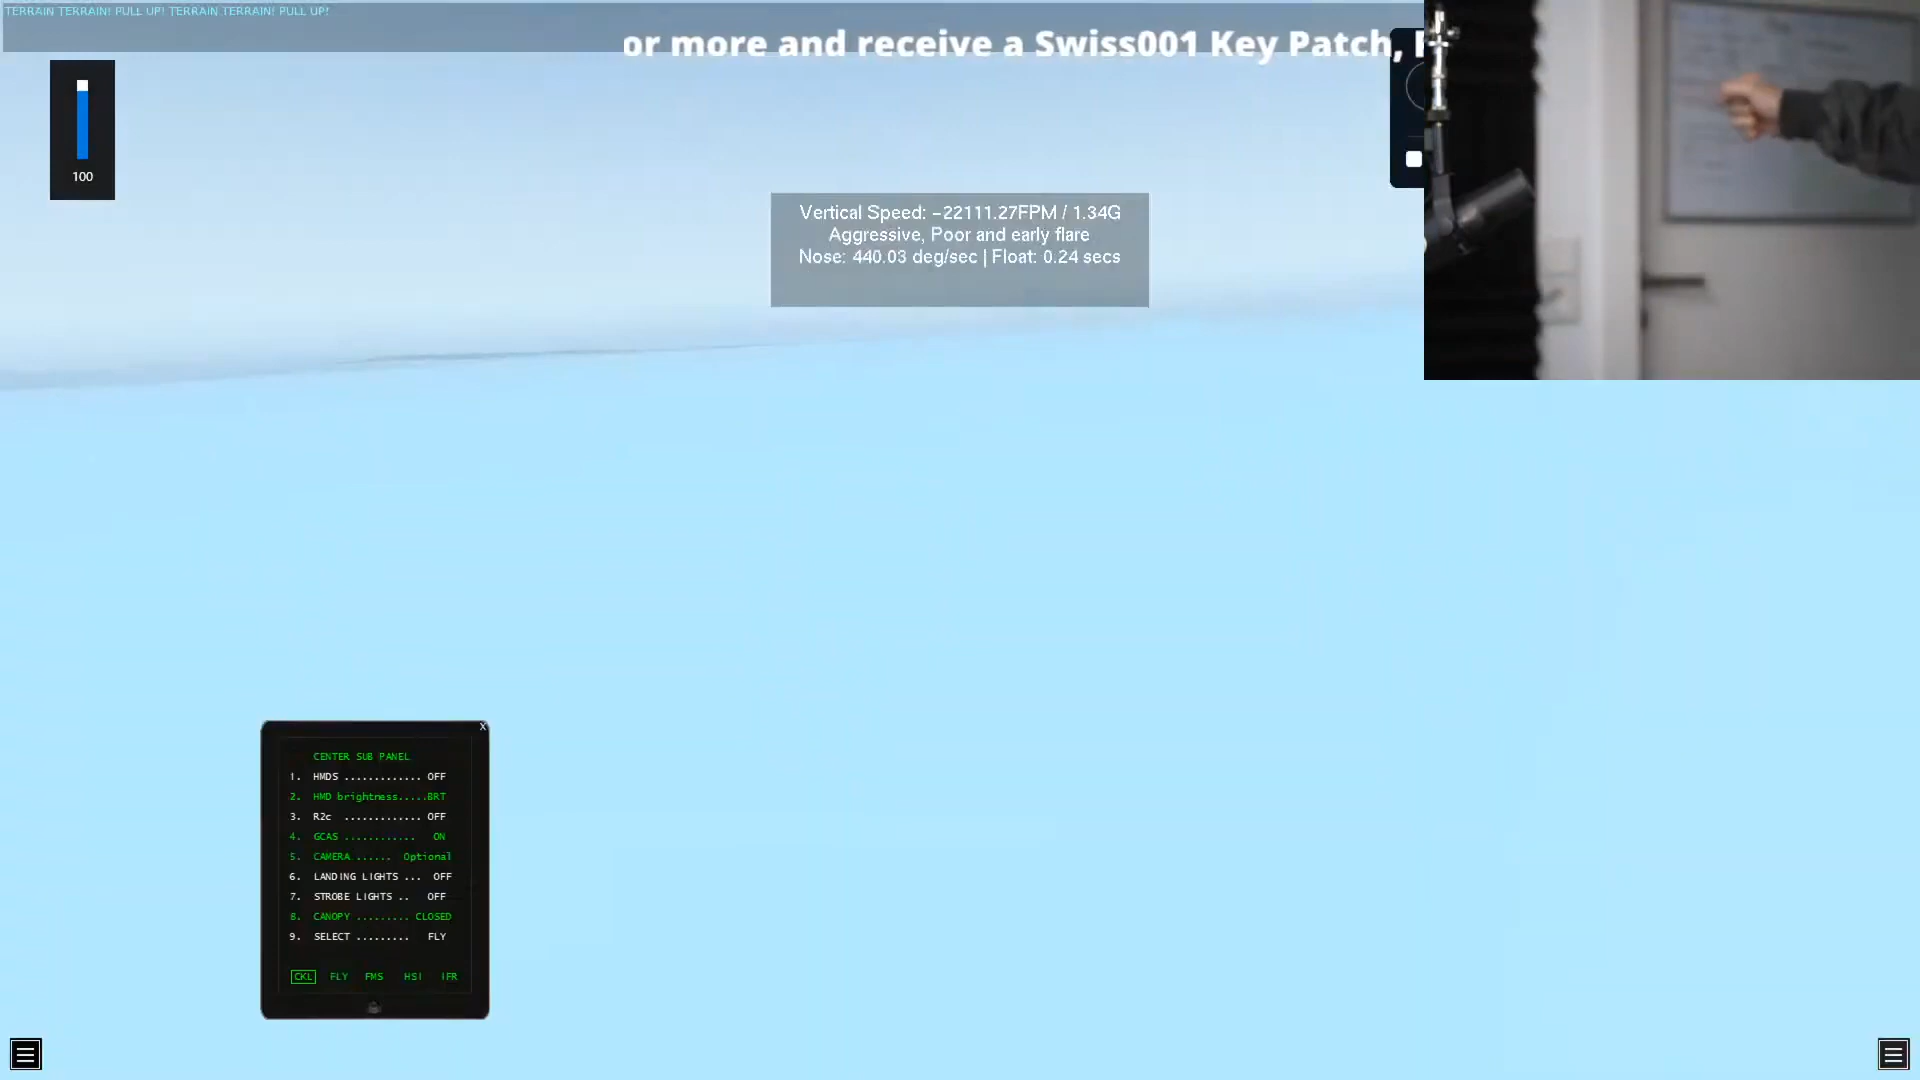 TERRAIN TERRAIN! PULL UP! TERRAIN TERRAIN! PULL UP!
or more and receive a Swiss001 Key Patch,
100
Vertical Speed: -22111.27FPM / 1.34G
Aggressive, Poor and early flare
Nose: 440.03 deg/sec | Float: 0.24 secs
X
CENTER SUB PANEL
1. HMDS ............. OFF
2. HMD brightness.....BRT
3. R2c ............. OFF
4. GCAS ............ ON
5. CAMERA ...... Optional
6. LANDING LIGHTS ... OFF
7. STROBE LIGHTS .. OFF
8. CANOPY ......... CLOSED
9. SELECT ......... FLY
CKL FLY FMS HSI IFR